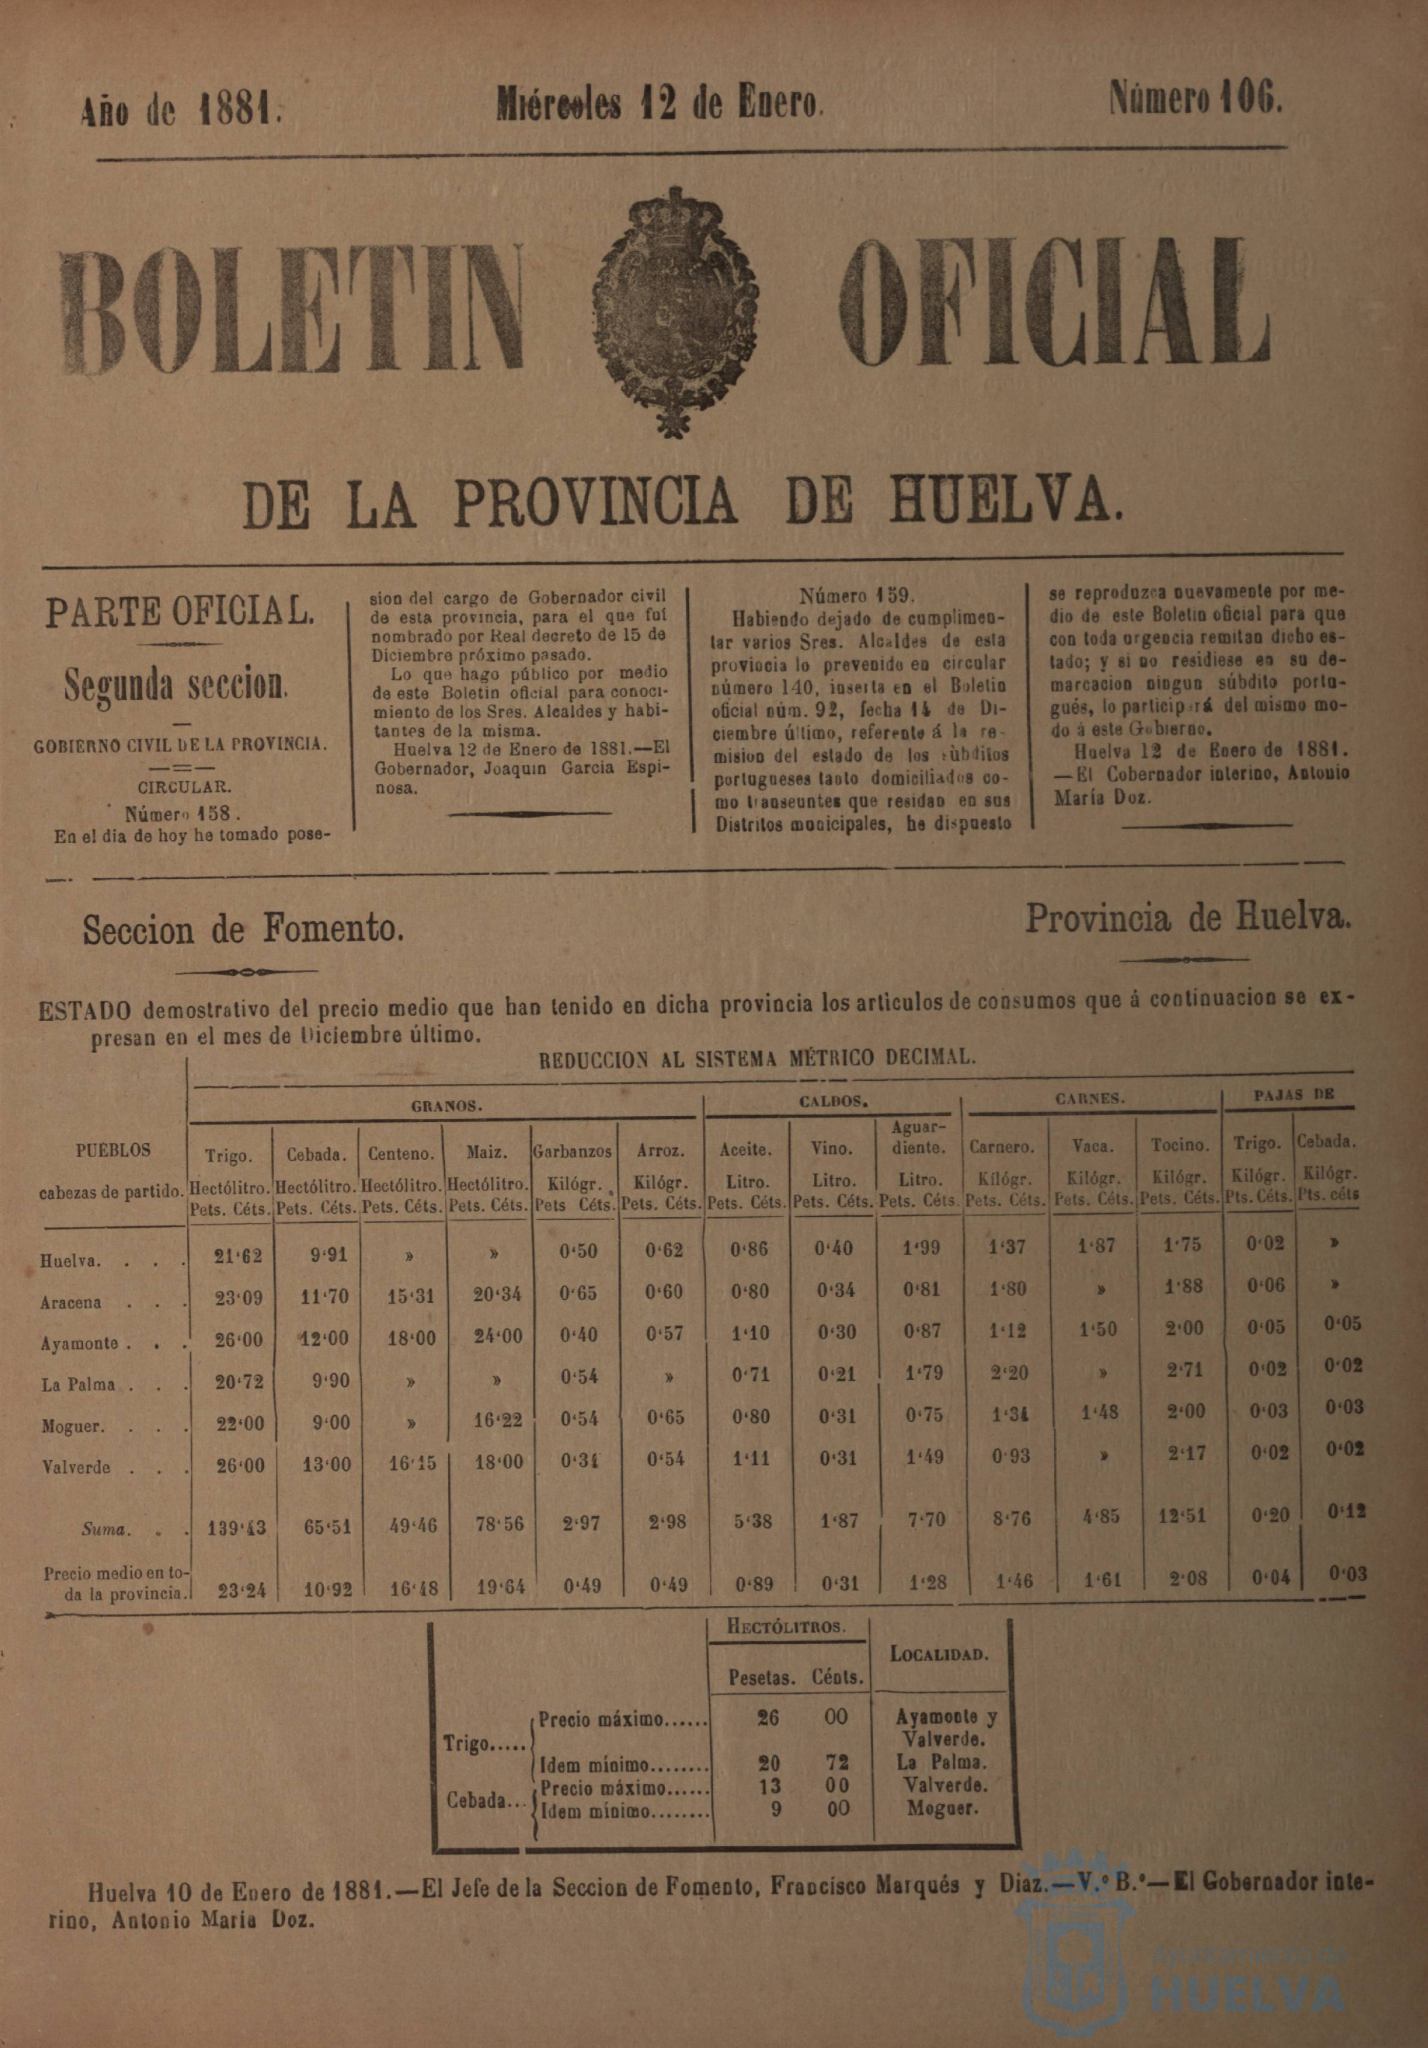 Año de 1881.
Miércoles 12 de Enero.
Número 106.
BOLETIN OFICIAL
DE LA PROVINCIA DE HUELVA.
PARTE OFICIAL.
Segunda seccion.
GOBIERNO CIVIL DE LA PROVINCIA.
CIRCULAR.
Número 158.
En el dia de hoy he tomado pose-
sion del cargo de Gobernador civil
de esta provincia, para el que fuí
nombrado por Real decreto de 15 de
Diciembre próximo pasado.
Lo que hago público por medio
de este Boletin oficial para conoci-
miento de los Sres. Alcaldes y habi-
tantes de la misma.
Huelva 12 de Enero de 1881.—El
Gobernador, Joaquin Garcia Espi-
nosa.
Número 159.
Habiendo dejado de cumplimen-
tar varios Sres. Alcaldes de esta
provincia lo prevenido en circular
número 140, inserta en el Boletin
oficial núm. 92, fecha 14 de Di-
ciembre último, referente á la re-
mision del estado de los súbditos
portugueses tanto domiciliados co-
mo transeuntes que residan en sus
Distritos municipales, he dispuesto
se reproduzca nuevamente por me-
dio de este Boletin oficial para que
con toda urgencia remitan dicho es-
tado; y si no residiese en su de-
marcacion ningun súbdito portu-
gués, lo participará del mismo mo-
do á este Gobierno.
Huelva 12 de Enero de 1881.
—El Cobernador interino, Antonio
María Doz.
Seccion de Fomento.
Provincia de Huelva.
ESTADO demostrativo del precio medio que han tenido en dicha provincia los articulos de consumos que á continuacion se ex-
presan en el mes de Diciembre último.
REDUCCION AL SISTEMA MÉTRICO DECIMAL.
GRANOS. CALDOS. CARNES. PAJAS DE
PUEBLOS cabezas de partido. Trigo. Cebada. Centeno. Maiz. Garbanzos Arroz. Aceite. Vino. Aguar-diente. Carnero. Vaca. Tocino. Trigo. Cebada.
Hectólitro. Hectólitro. Hectólitro. Hectólitro. Kilógr. Kilógr. Litro. Litro. Litro. Kilógr. Kilógr. Kilógr. Kilógr. Kilógr.
Pets. Céts. Pets. Céts. Pets. Céts. Pets. Céts. Pets Céts. Pets. Céts. Pets. Céts. Pets. Céts. Pets. Céts. Pets. Céts. Pets. Céts. Pets. Céts. Pts. Céts. Pts. céts
Huelva. . . . 21‘62 9‘91 » » 0‘50 0‘62 0‘86 0‘40 1‘99 1‘37 1‘87 1‘75 0‘02 »
Aracena . . . 23‘09 11‘70 15‘31 20‘34 0‘65 0‘60 0‘80 0‘34 0‘81 1‘80 » 1‘88 0‘06 »
Ayamonte . . . 26‘00 12‘00 18‘00 24‘00 0‘40 0‘57 1‘10 0‘30 0‘87 1‘12 1‘50 2‘00 0‘05 0‘05
La Palma . . . 20‘72 9‘90 » » 0‘54 » 0‘71 0‘21 1‘79 2‘20 » 2‘71 0‘02 0‘02
Moguer. . . . 22‘00 9‘00 » 16‘22 0‘54 0‘65 0‘80 0‘31 0‘75 1‘34 1‘48 2‘00 0‘03 0‘03
Valverde . . . 26‘00 13‘00 16‘15 18‘00 0‘34 0‘54 1‘11 0‘31 1‘49 0‘93 » 2‘17 0‘02 0‘02
Suma. . . 139‘43 65‘51 49‘46 78‘56 2‘97 2‘98 5‘38 1‘87 7‘70 8‘76 4‘85 12‘51 0‘20 0‘12
Precio medio en to-
da la provincia. 23‘24 10‘92 16‘48 19‘64 0‘49 0‘49 0‘89 0‘31 1‘28 1‘46 1‘61 2‘08 0‘04 0‘03
HECTÓLITROS. LOCALIDAD.
Pesetas. Cénts.
Trigo..... Precio máximo...... 26 00 Ayamonte y
Valverde.
Idem mínimo........ 20 72 La Palma.
Cebada... Precio máximo...... 13 00 Valverde.
Idem mínimo........ 9 00 Moguer.
Huelva 10 de Enero de 1881.—El Jefe de la Seccion de Fomento, Francisco Marqués y Diaz.—V.º B.º—El Gobernador inte-
rino, Antonio Maria Doz.
Ayuntamiento de
HUELVA